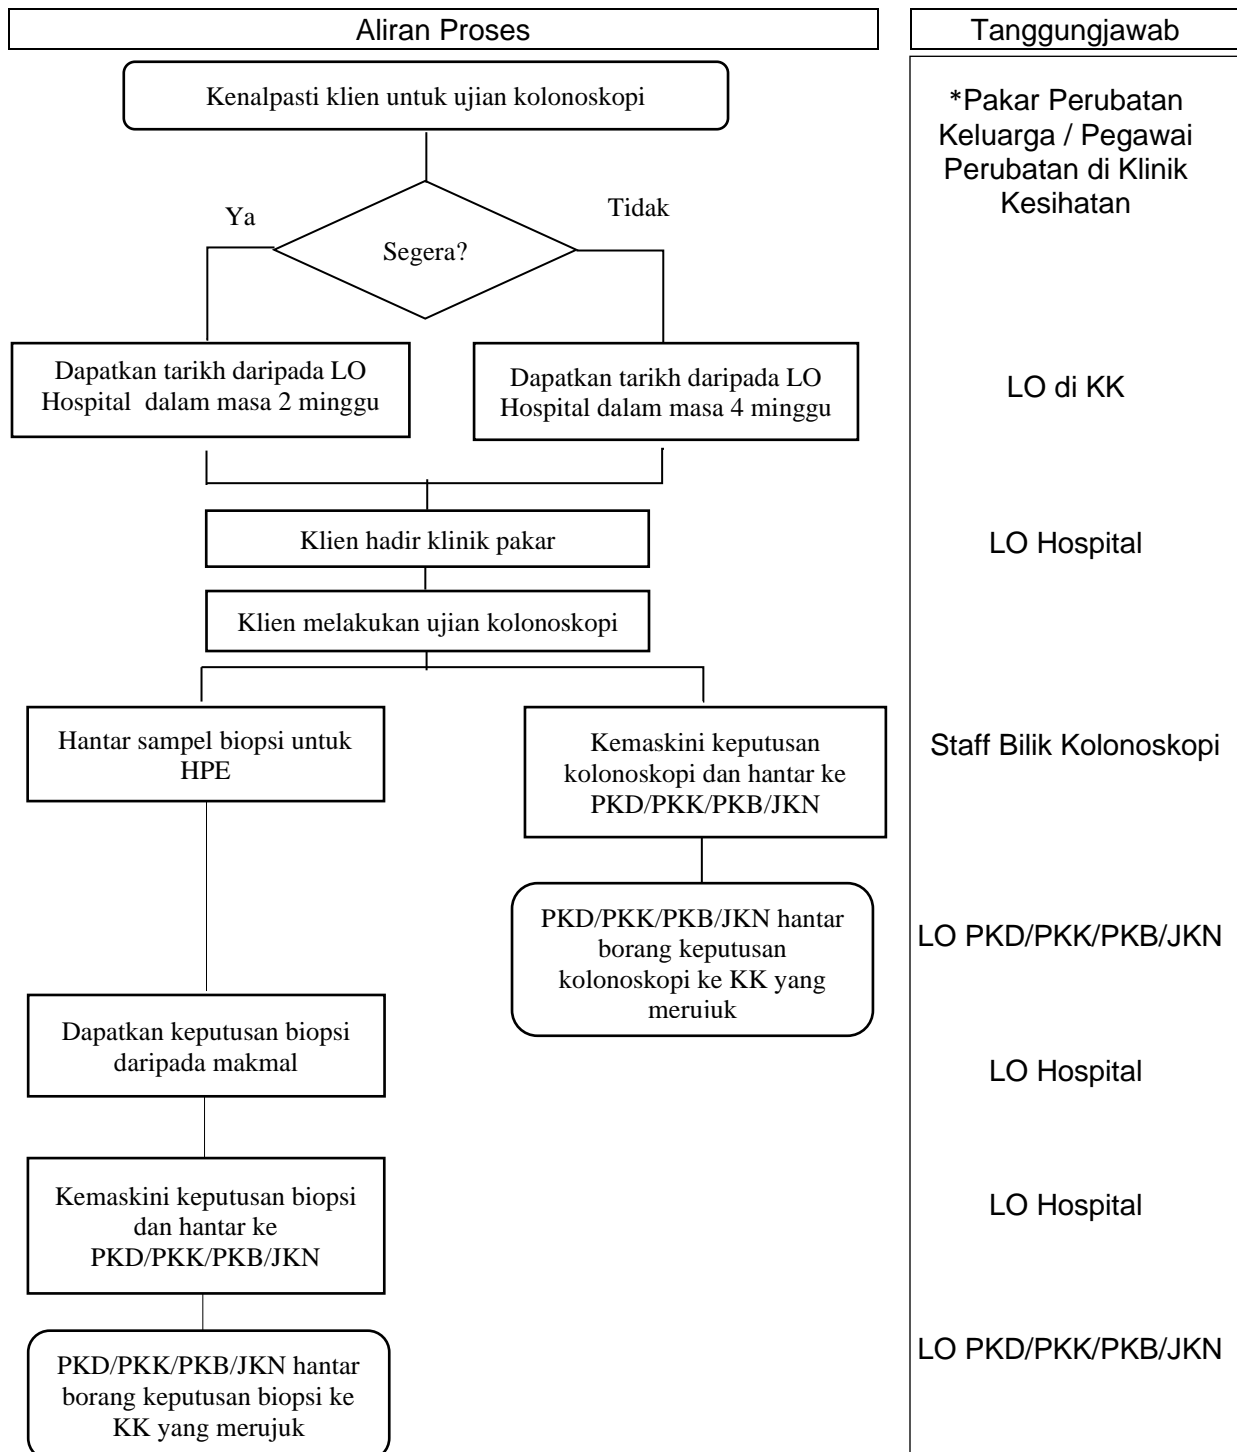 Aliran Proses
Tanggungjawab
Kenalpasti klien untuk ujian kolonoskopi
*Pakar Perubatan
Keluarga / Pegawai
Perubatan di Klinik
Kesihatan
Ya
Tidak
Segera?
Dapatkan tarikh daripada LO
Hospital dalam masa 2 minggu
Dapatkan tarikh daripada LO
Hospital dalam masa 4 minggu
LO di KK
Klien hadir klinik pakar
LO Hospital
Klien melakukan ujian kolonoskopi
Hantar sampel biopsi untuk
HPE
Kemaskini keputusan
kolonoskopi dan hantar ke
PKD/PKK/PKB/JKN
Staff Bilik Kolonoskopi
PKD/PKK/PKB/JKN hantar
borang keputusan
kolonoskopi ke KK yang
merujuk
LO PKD/PKK/PKB/JKN
Dapatkan keputusan biopsi
daripada makmal
LO Hospital
Kemaskini keputusan biopsi
dan hantar ke
PKD/PKK/PKB/JKN
LO Hospital
PKD/PKK/PKB/JKN hantar
borang keputusan biopsi ke
KK yang merujuk
LO PKD/PKK/PKB/JKN